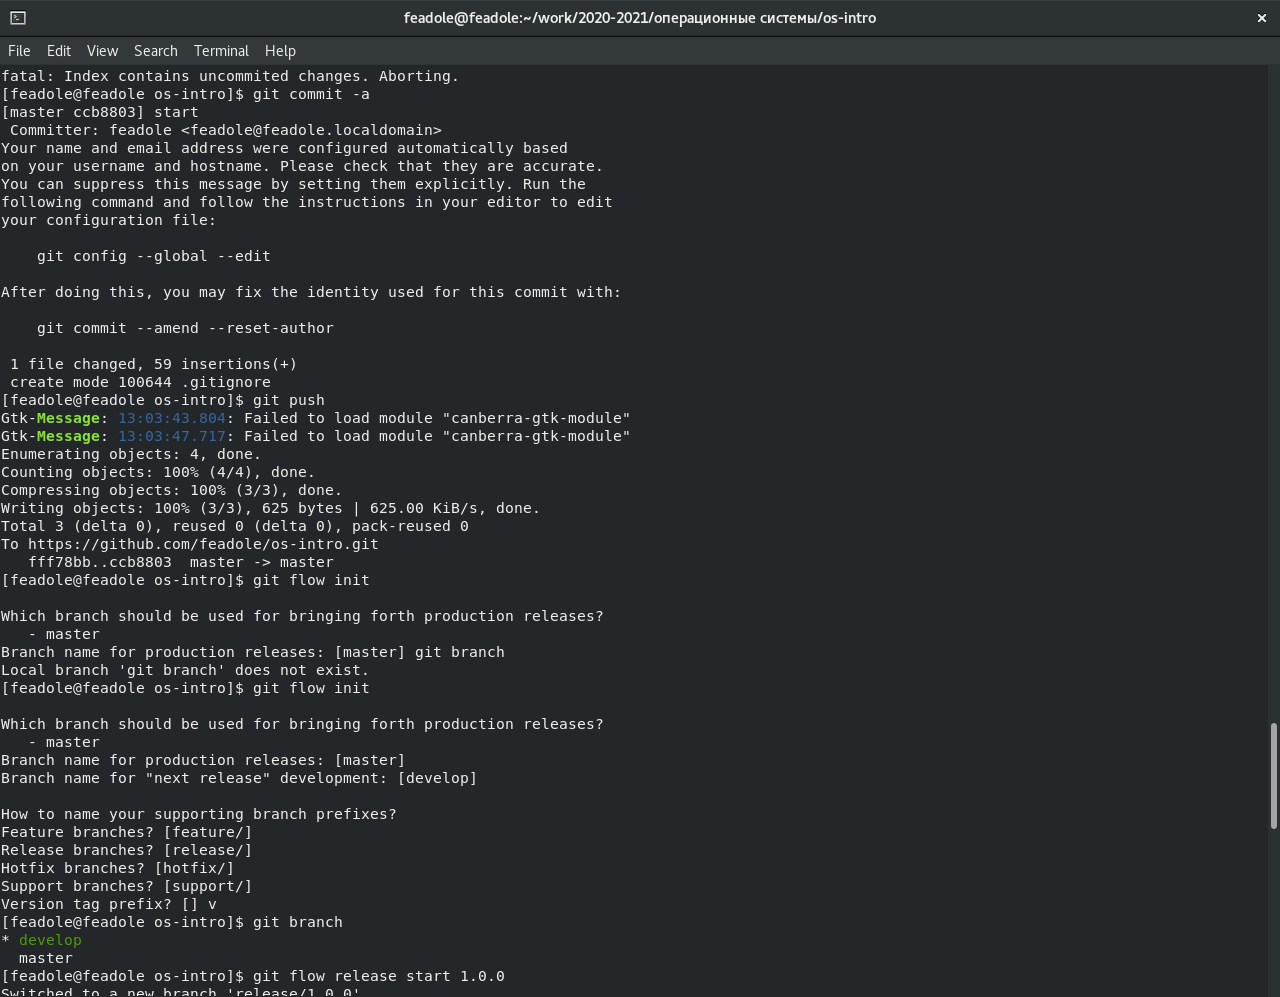 feadole@feadole:~/work/2020-2021/операционные системы/os-intro
File Edit View Search Terminal Help
fatal: Index contains uncommited changes. Aborting.
[feadole@feadole os-intro]$ git commit -a
[master ccb8803] start
 Committer: feadole <feadole@feadole.localdomain>
Your name and email address were configured automatically based
on your username and hostname. Please check that they are accurate.
You can suppress this message by setting them explicitly. Run the
following command and follow the instructions in your editor to edit
your configuration file:

    git config --global --edit

After doing this, you may fix the identity used for this commit with:

    git commit --amend --reset-author

 1 file changed, 59 insertions(+)
 create mode 100644 .gitignore
[feadole@feadole os-intro]$ git push
Gtk-Message: 13:03:43.804: Failed to load module "canberra-gtk-module"
Gtk-Message: 13:03:47.717: Failed to load module "canberra-gtk-module"
Enumerating objects: 4, done.
Counting objects: 100% (4/4), done.
Compressing objects: 100% (3/3), done.
Writing objects: 100% (3/3), 625 bytes | 625.00 KiB/s, done.
Total 3 (delta 0), reused 0 (delta 0), pack-reused 0
To https://github.com/feadole/os-intro.git
   fff78bb..ccb8803  master -> master
[feadole@feadole os-intro]$ git flow init

Which branch should be used for bringing forth production releases?
   - master
Branch name for production releases: [master] git branch
Local branch 'git branch' does not exist.
[feadole@feadole os-intro]$ git flow init

Which branch should be used for bringing forth production releases?
   - master
Branch name for production releases: [master]
Branch name for "next release" development: [develop]

How to name your supporting branch prefixes?
Feature branches? [feature/]
Release branches? [release/]
Hotfix branches? [hotfix/]
Support branches? [support/]
Version tag prefix? [] v
[feadole@feadole os-intro]$ git branch
* develop
  master
[feadole@feadole os-intro]$ git flow release start 1.0.0
Switched to a new branch 'release/1.0.0'